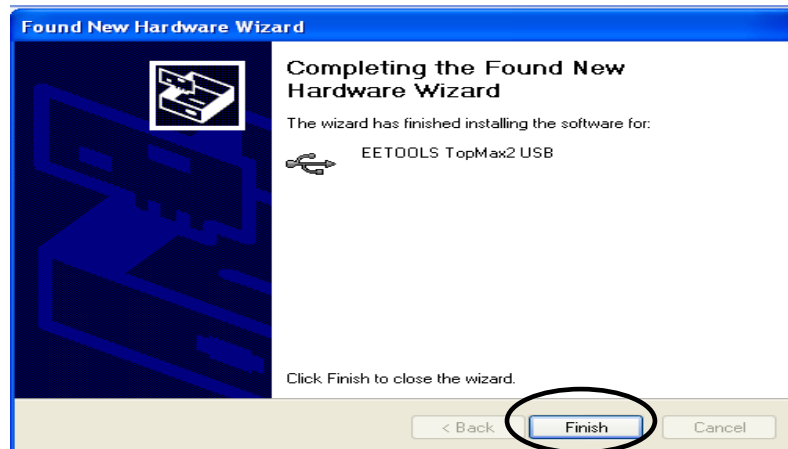 Found New Hardware Wizard
Completing the Found New
Hardware Wizard
The wizard has finished installing the software for:
EETOOLS TopMax2 USB
Click Finish to close the wizard.
< Back
Finish
Cancel